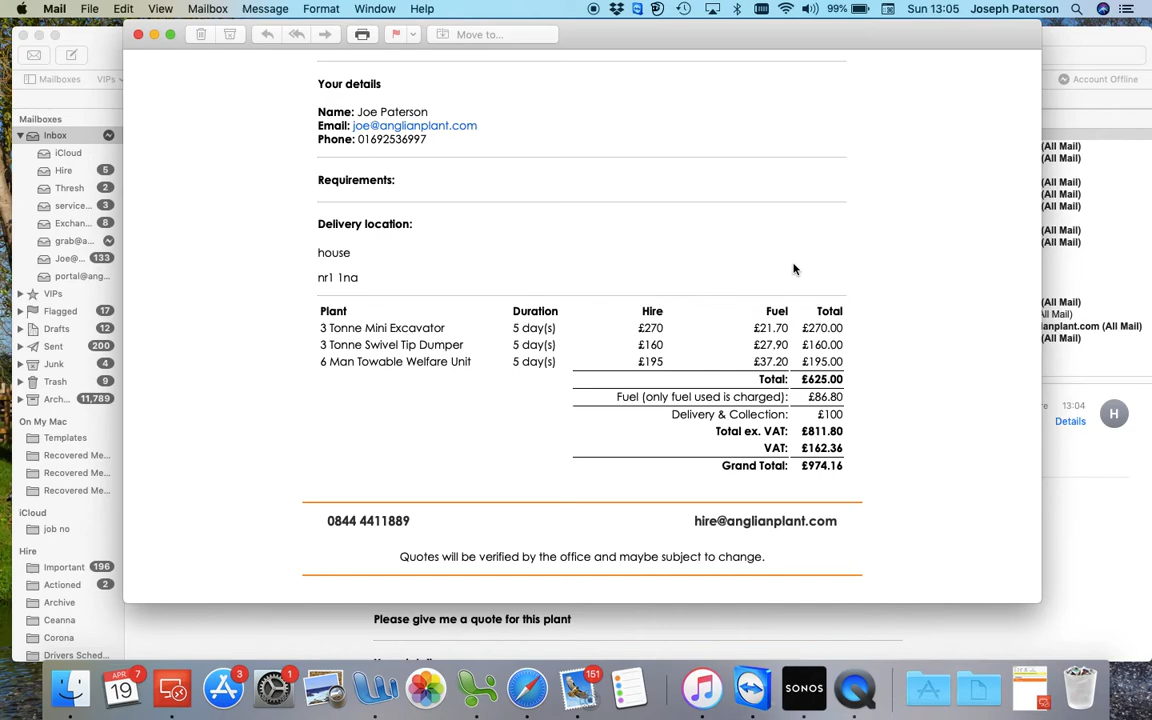 Mail File Edit View Mailbox Message Format Window Help 99% Sun 13:05 Joseph Paterson
Move to...
Mailboxes VIPs Account Offline
Mailboxes
Inbox
iCloud
Hire 5
Thresh 2
service... 3
Exchan... 8
grab@a...
Joe@... 133
portal@ang...
VIPs
Flagged
Drafts 12
Sent 200
Junk 4
Trash 9
Arch... 11,789
On My Mac
Templates
Recovered Me...
Recovered Me...
Recovered Me...
iCloud
job no
Hire
Important 196
Actioned 2
Archive
Ceanna
Corona
Drivers Sched...
Your details
Name: Joe Paterson
Email: joe@anglianplant.com
Phone: 01692536997
Requirements:
Delivery location:
house
nr1 1na
Plant Duration Hire Fuel Total
3 Tonne Mini Excavator 5 day(s) £270 £21.70 £270.00
3 Tonne Swivel Tip Dumper 5 day(s) £160 £27.90 £160.00
6 Man Towable Welfare Unit 5 day(s) £195 £37.20 £195.00
Total: £625.00
Fuel (only fuel used is charged): £86.80
Delivery & Collection: £100
Total ex. VAT: £811.80
VAT: £162.36
Grand Total: £974.16
0844 4411889 hire@anglianplant.com
Quotes will be verified by the office and maybe subject to change.
Please give me a quote for this plant
(All Mail)
(All Mail)
(All Mail)
(All Mail)
(All Mail)
(All Mail)
(All Mail)
(All Mail)
All Mail)
anplant.com (All Mail)
re 13:04
Details
H
APR
19
7
3
1
151
SONOS